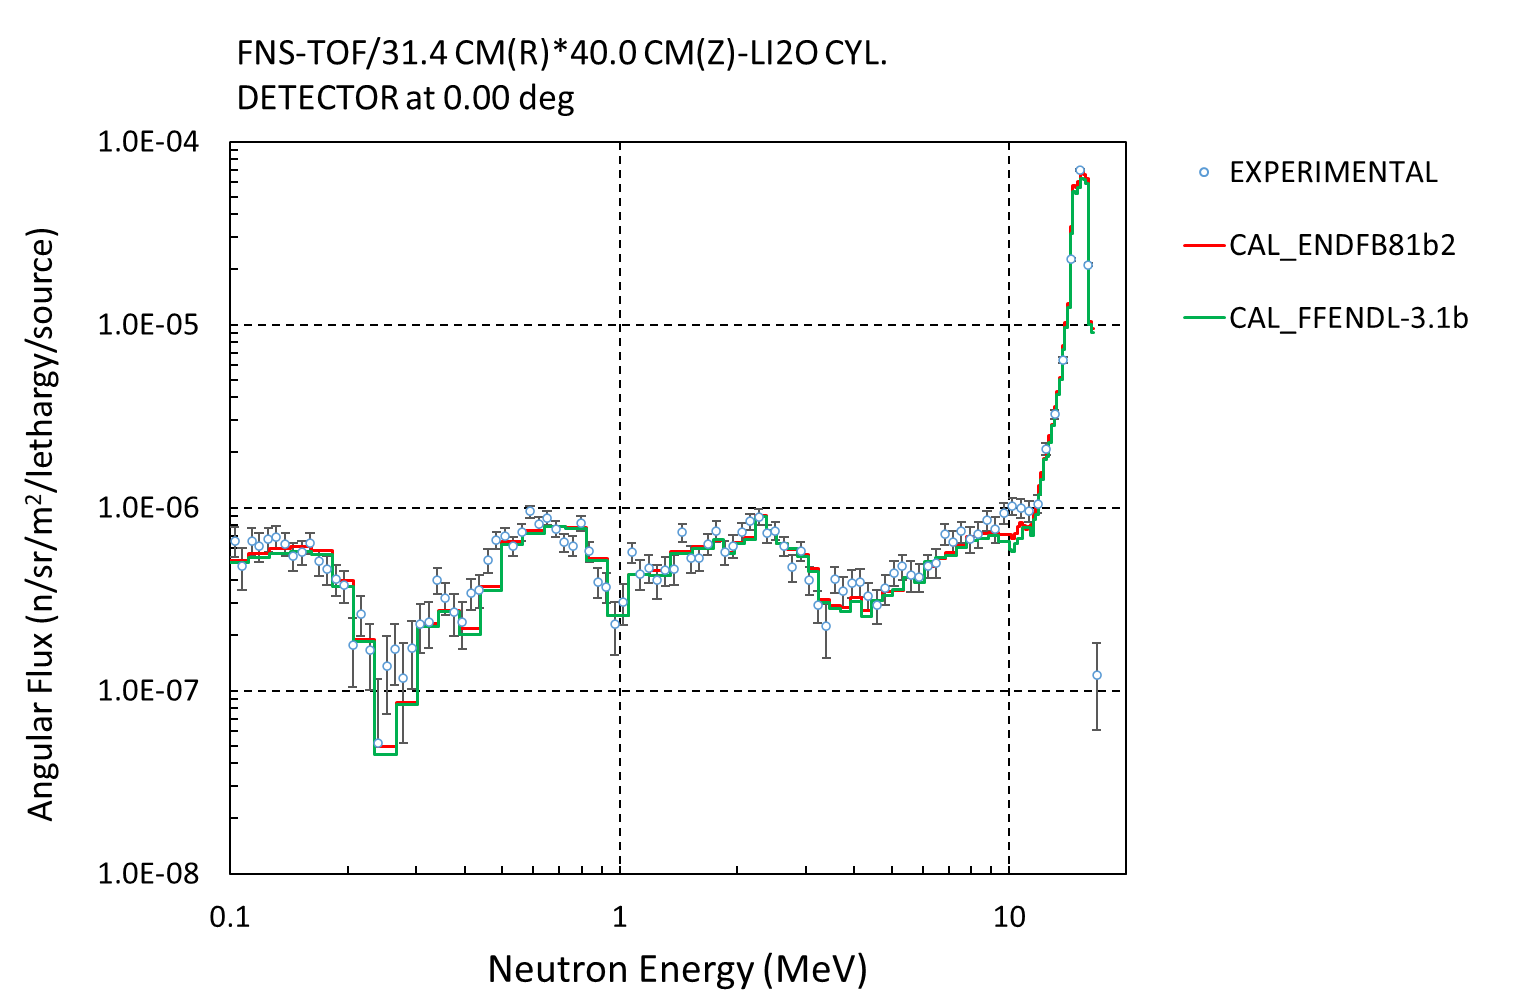 FNS-TOF/31.4 CM(R)*40.0 CM(Z)-LI2O CYL.
DETECTOR at 0.00 deg
1.0E-04
1.0E-05
1.0E-06
1.0E-07
1.0E-08
0.1
1
10
Neutron Energy (MeV)
Angular Flux (n/sr/m²/lethargy/source)
EXPERIMENTAL
CAL_ENDFB81b2
CAL_FFENDL-3.1b